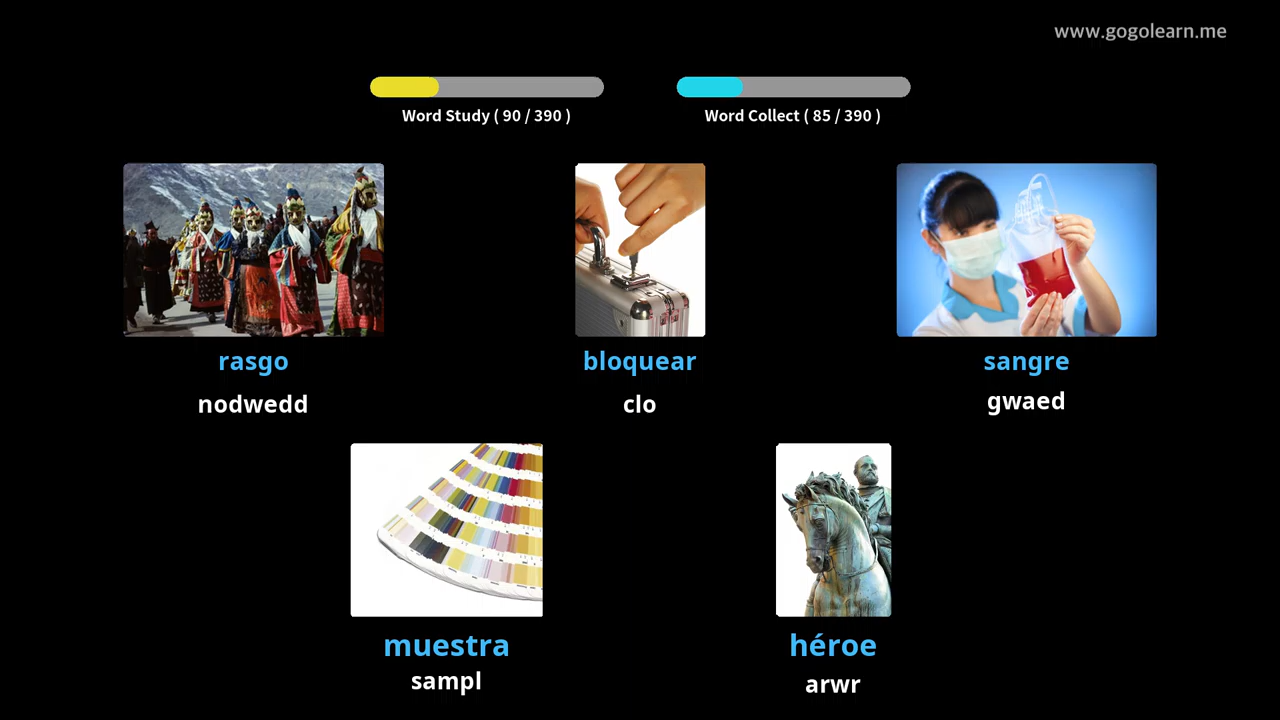 www.gogolearn.me
Word Study ( 90 / 390 )
Word Collect ( 85 / 390 )
rasgo
nodwedd
bloquear
clo
sangre
gwaed
muestra
sampl
héroe
arwr